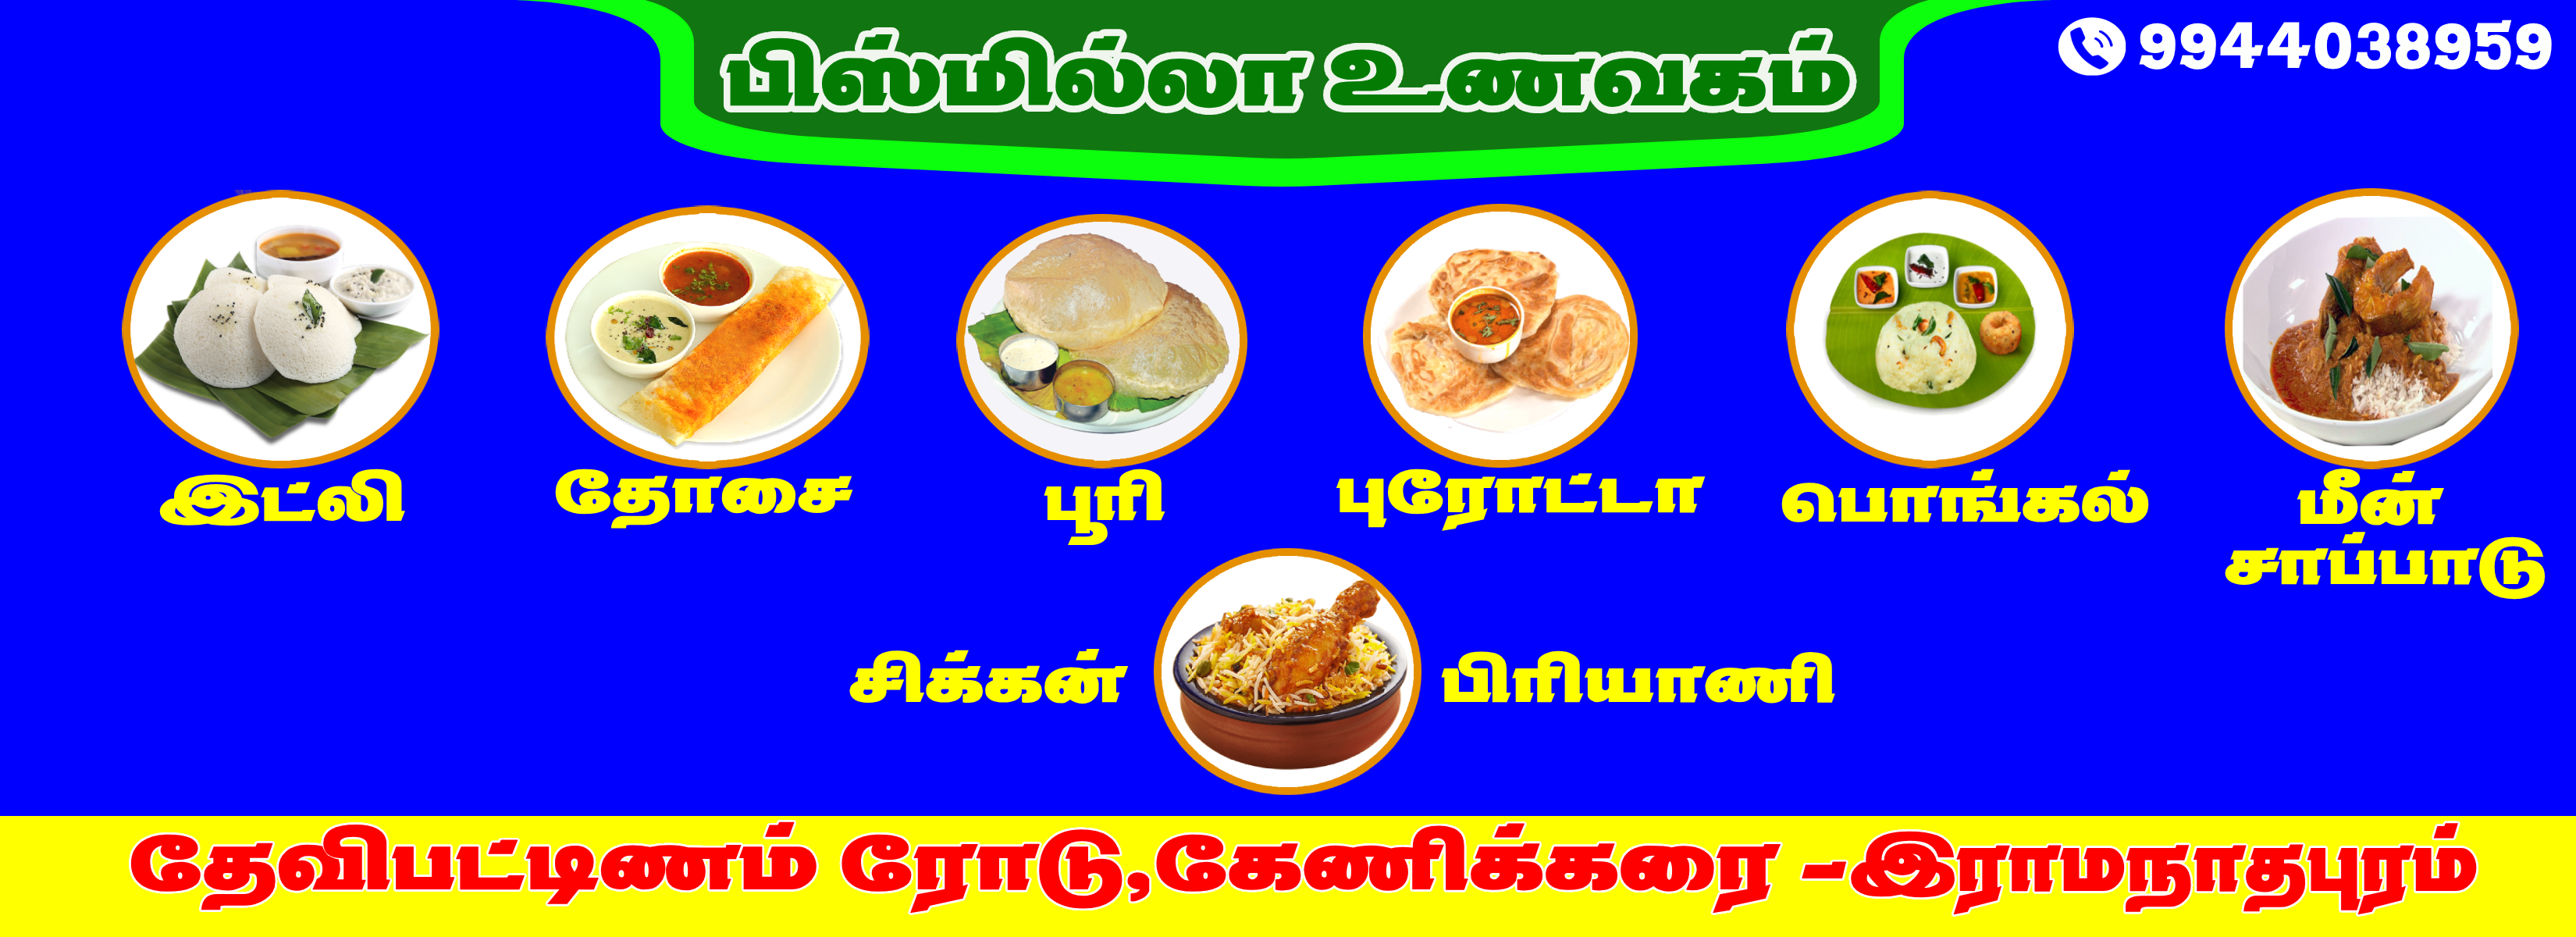 பிஸ்மில்லா உணவகம்
9944038959
இட்லி
தோசை
பூரி
புரோட்டா
பொங்கல்
மீன்
சாப்பாடு
சிக்கன் பிரியாணி
தேவிபட்டிணம் ரோடு,கேணிக்கரை -இராமநாதபுரம்